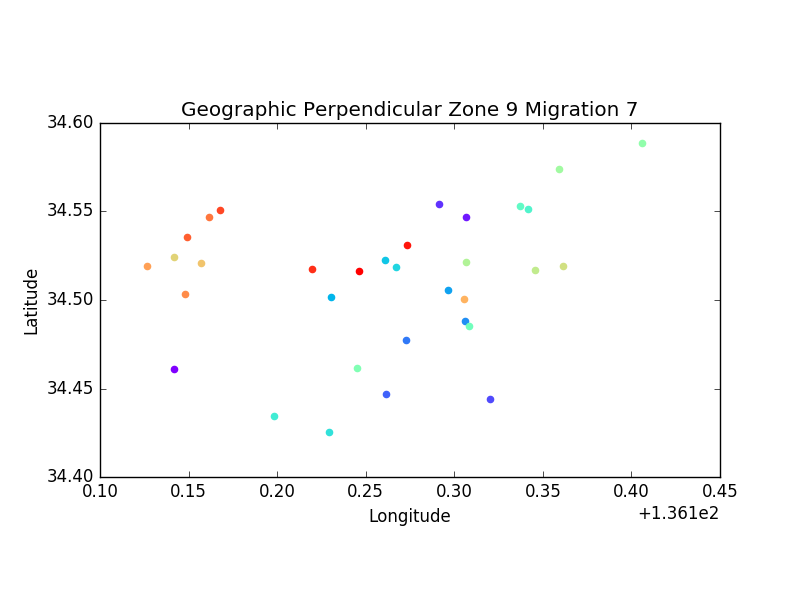 Geographic Perpendicular Zone 9 Migration 7
34.60
34.55
34.50
34.45
34.40
Latitude
0.10 0.15 0.20 0.25 0.30 0.35 0.40 0.45
Longitude
+1.361e2